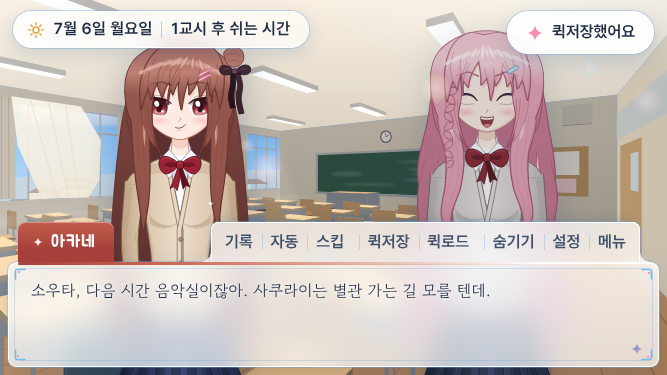 7월 6일 월요일 1교시 후 쉬는 시간
퀵저장했어요
아카네
기록 자동 스킵 퀵저장 퀵로드 숨기기 설정 메뉴
소우타, 다음 시간 음악실이잖아. 사쿠라이는 별관 가는 길 모를 텐데.